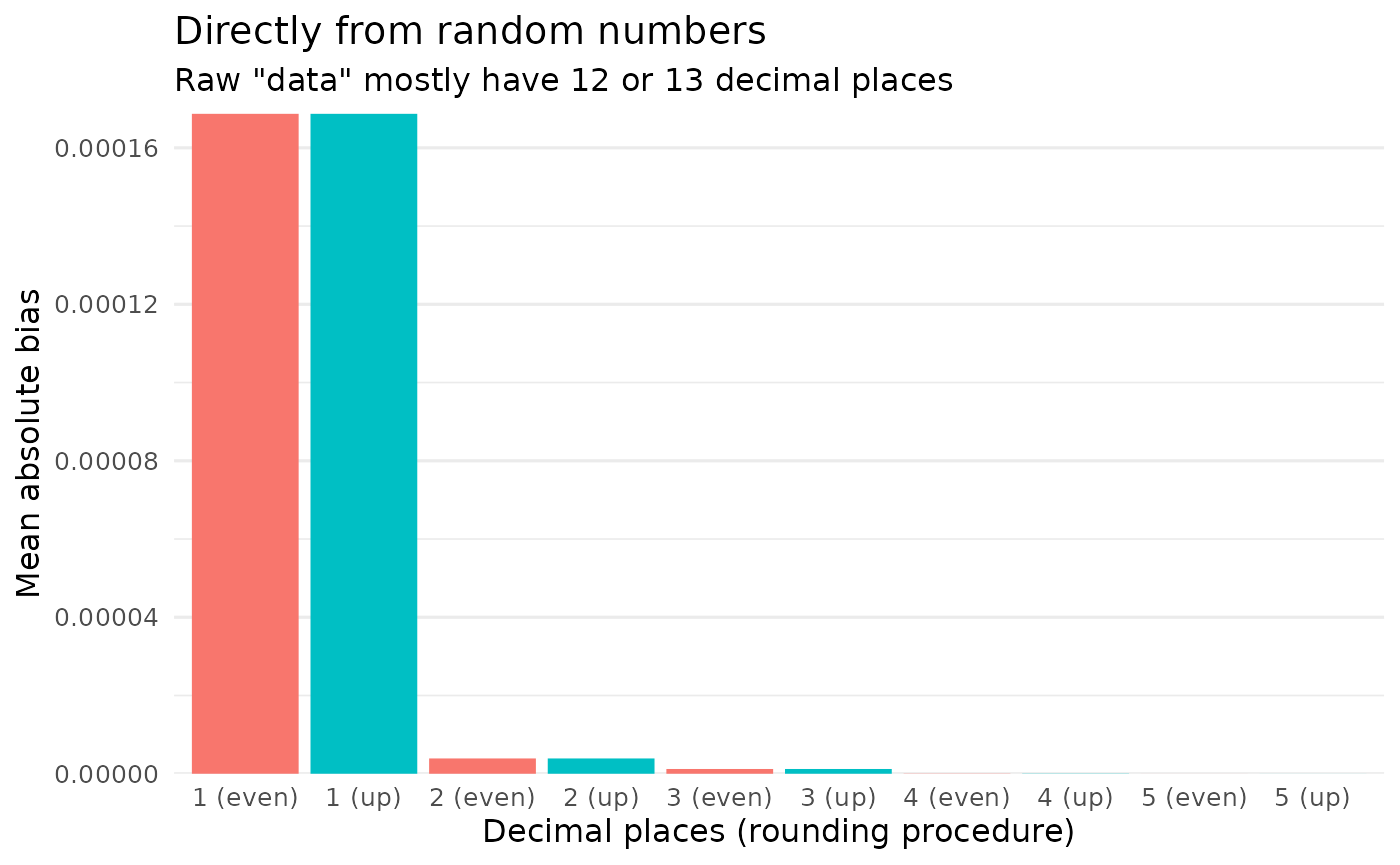 Directly from random numbers
Raw "data" mostly have 12 or 13 decimal places
Mean absolute bias
0.00016
0.00012
0.00008
0.00004
0.00000
1 (even) 1 (up) 2 (even) 2 (up) 3 (even) 3 (up) 4 (even) 4 (up) 5 (even) 5 (up)
Decimal places (rounding procedure)